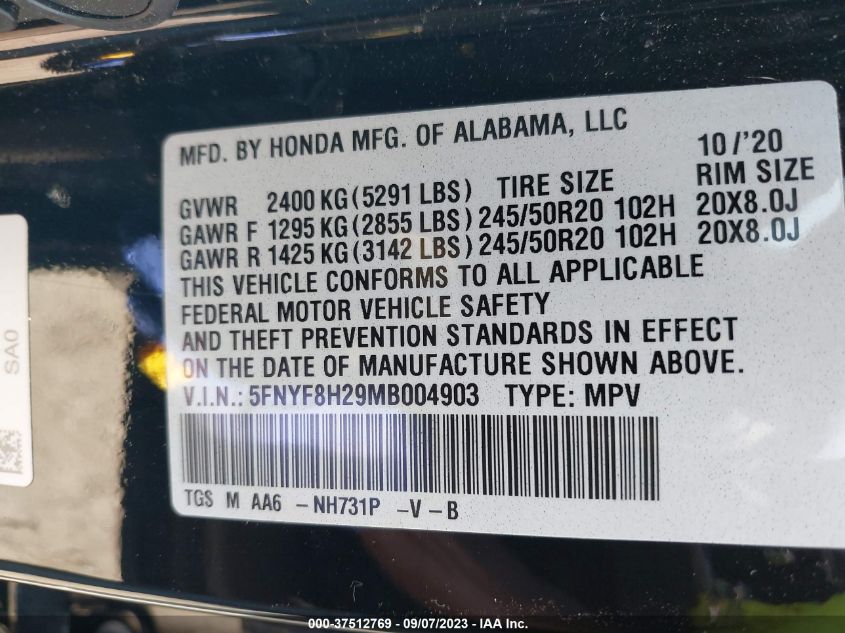 MFD. BY HONDA MFG. OF ALABAMA, LLC 10/'20
GVWR 2400 KG(5291 LBS) TIRE SIZE RIM SIZE
GAWR F 1295 KG(2855 LBS) 245/50R20 102H 20X8.0J
GAWR R 1425 KG(3142 LBS) 245/50R20 102H 20X8.0J
THIS VEHICLE CONFORMS TO ALL APPLICABLE
FEDERAL MOTOR VEHICLE SAFETY
AND THEFT PREVENTION STANDARDS IN EFFECT
ON THE DATE OF MANUFACTURE SHOWN ABOVE.
V.I.N.: 5FNYF8H29MB004903 TYPE: MPV
TGS M AA6 -NH731P -V-B
SA0
000-37512769 - 09/07/2023 - IAA Inc.